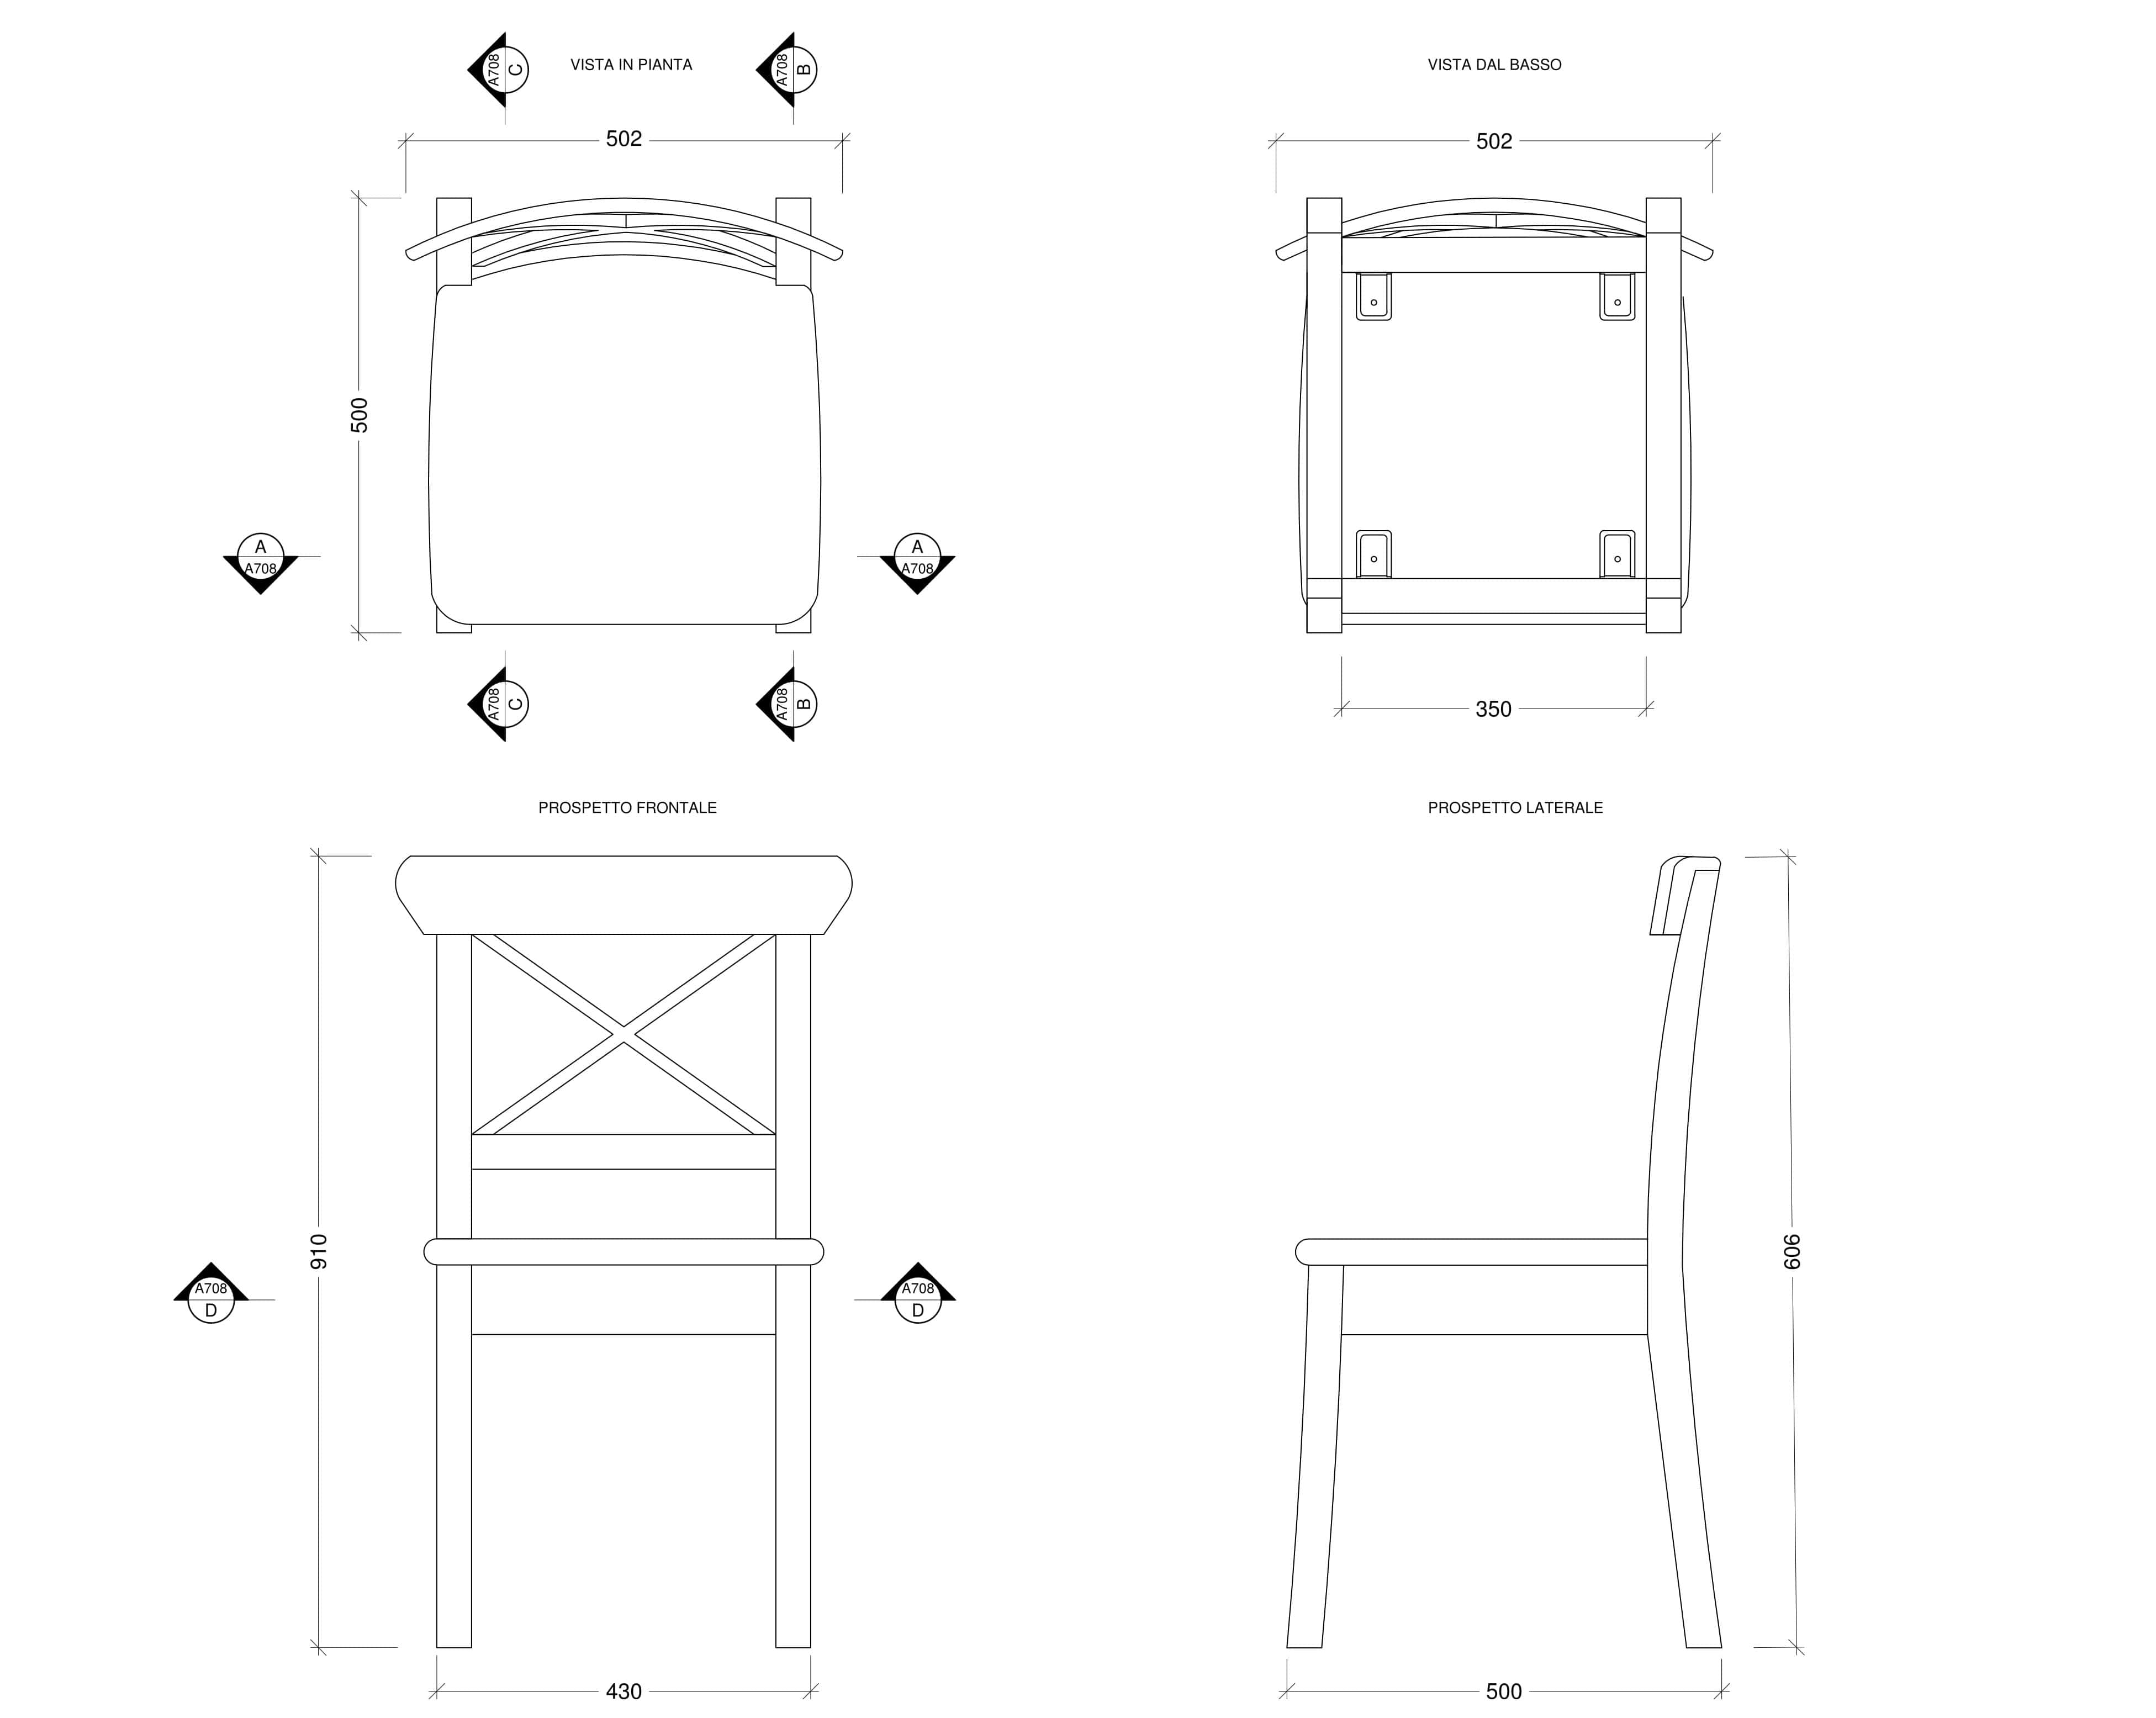 VISTA IN PIANTA
VISTA DAL BASSO
A708
C
A708
B
502
502
500
A
A708
A
A708
A708
C
A708
B
350
PROSPETTO FRONTALE
PROSPETTO LATERALE
910
909
A708
D
A708
D
430
500